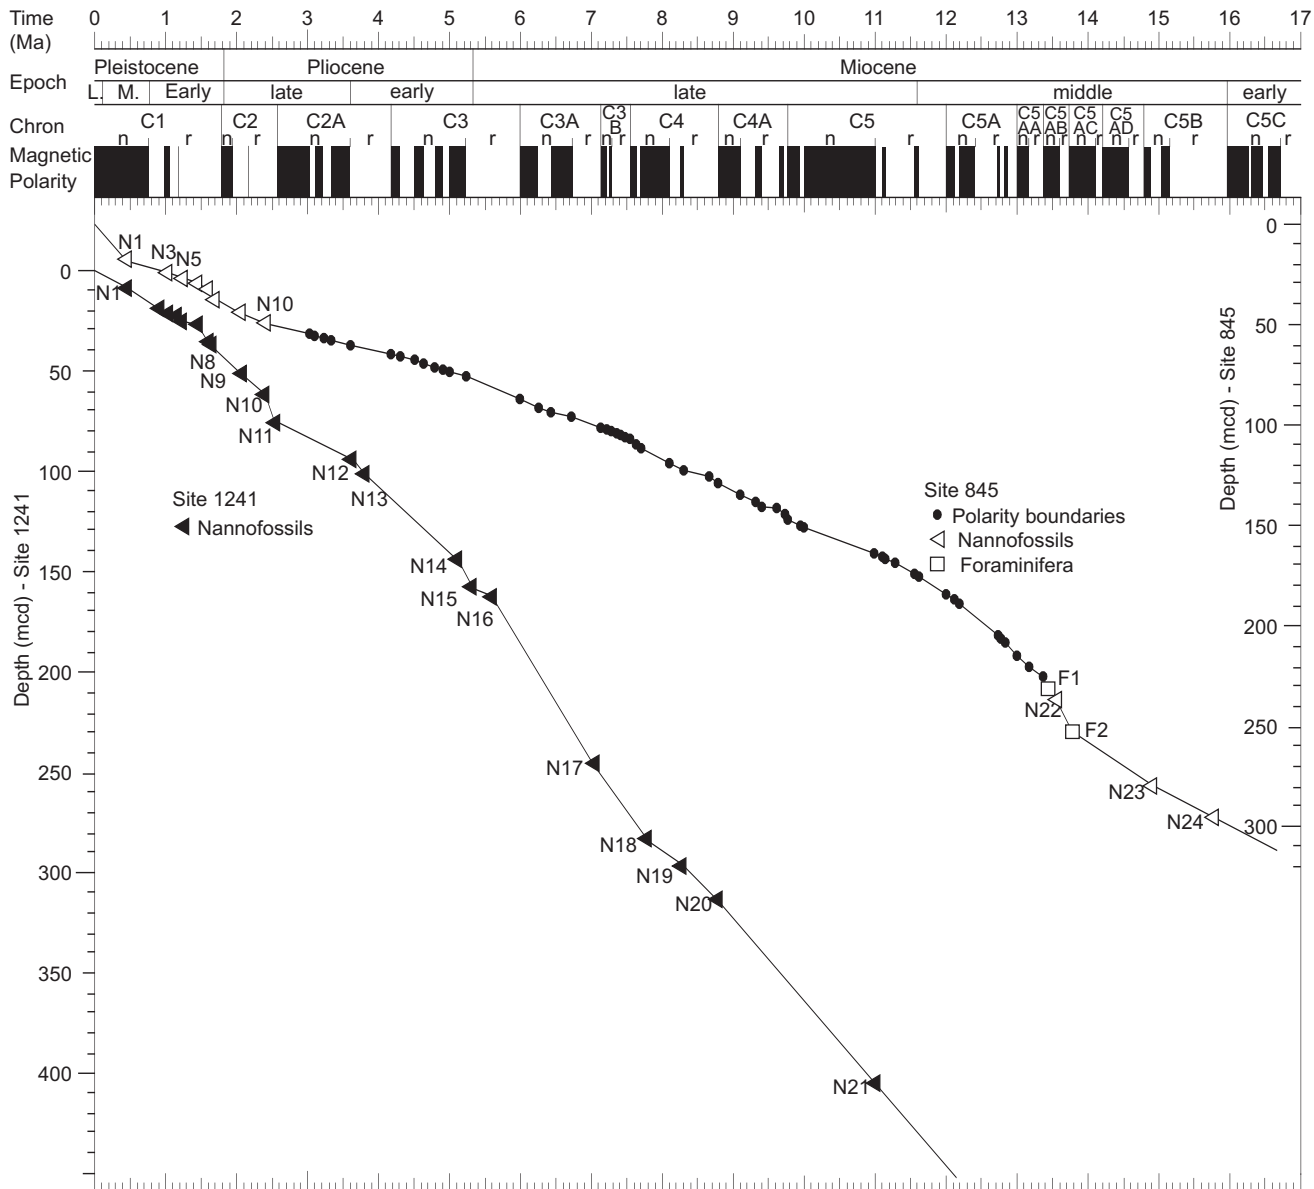 Time 0 1 2 3 4 5 6 7 8 9 10 11 12 13 14 15 16 17
(Ma)
Pleistocene Pliocene Miocene
Epoch
L. M. Early late early late middle early
Chron C1 C2 C2A C3 C3A C3B C4 C4A C5 C5A C5AA C5AB C5AC C5AD C5B C5C
n r n r n r n r n r n r n r n r n r n r n r n r n r n r n r n r
Magnetic
Polarity
0
N1 N3 N5
0
N1
N10
50
50
N8
N9
N10
100
N11
N12
100
N13
Site 1241
Nannofossils
Site 845
Polarity boundaries
Nannofossils
Foraminifera
150
N14
150
N15
N16
200
200
F1
N22
F2
250
250
N17
N23
N24
300
N18
300
N19
N20
350
400
N21
Depth (mcd) - Site 1241
Depth (mcd) - Site 845